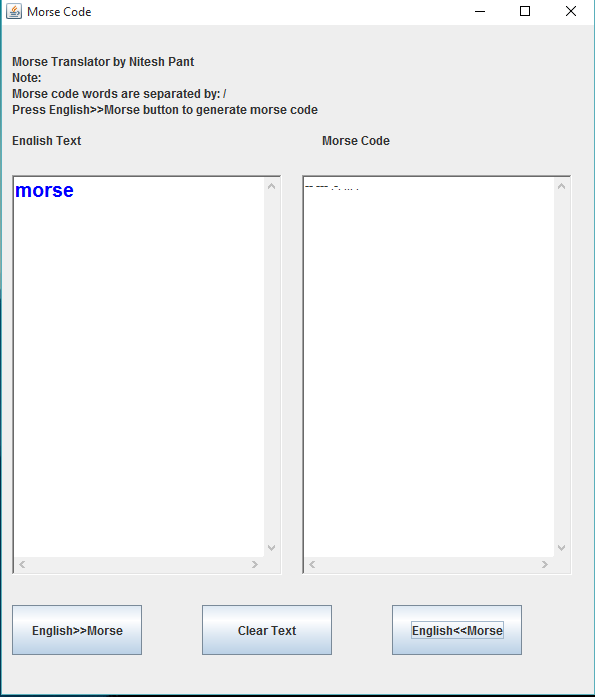 Morse Code
Morse Translator by Nitesh Pant
Note:
Morse code words are separated by: /
Press English>>Morse button to generate morse code
English Text
Morse Code
morse
-- --- .-. ... .
English>>Morse
Clear Text
English<<Morse